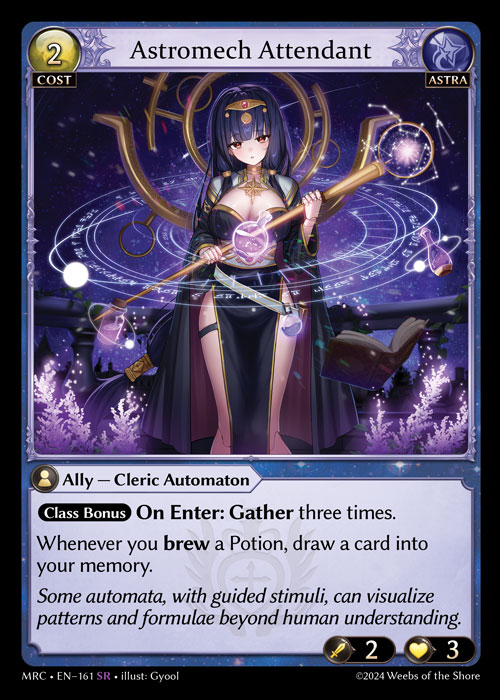 2
Astromech Attendant
COST
ASTRA
Ally — Cleric Automaton
Class Bonus On Enter: Gather three times.
Whenever you brew a Potion, draw a card into
your memory.
Some automata, with guided stimuli, can visualize
patterns and formulae beyond human understanding.
2
3
MRC • EN–161 SR • illust: Gyool
©2024 Weebs of the Shore